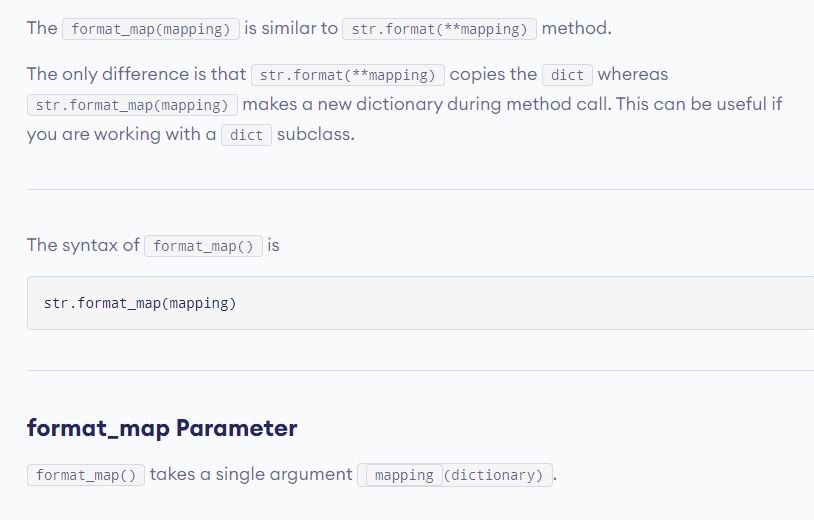 The format_map(mapping) is similar to str.format(**mapping) method.
The only difference is that str.format(**mapping) copies the dict whereas
str.format_map(mapping) makes a new dictionary during method call. This can be useful if
you are working with a dict subclass.
The syntax of format_map() is
str.format_map(mapping)
format_map Parameter
format_map() takes a single argument mapping (dictionary) .